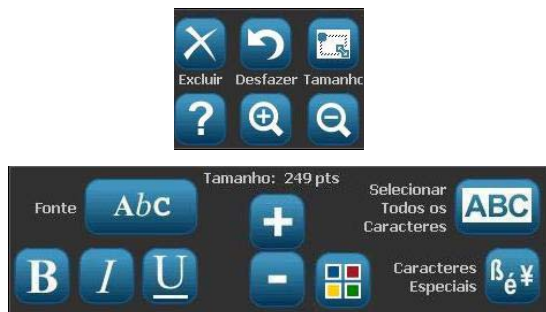 Excluir Desfazer Tamanho
?
Tamanho: 249 pts
Fonte AbC
Selecionar
Todos os
Caracteres
ABC
+
B I U
-
Caracteres
Especiais
ß é ¥